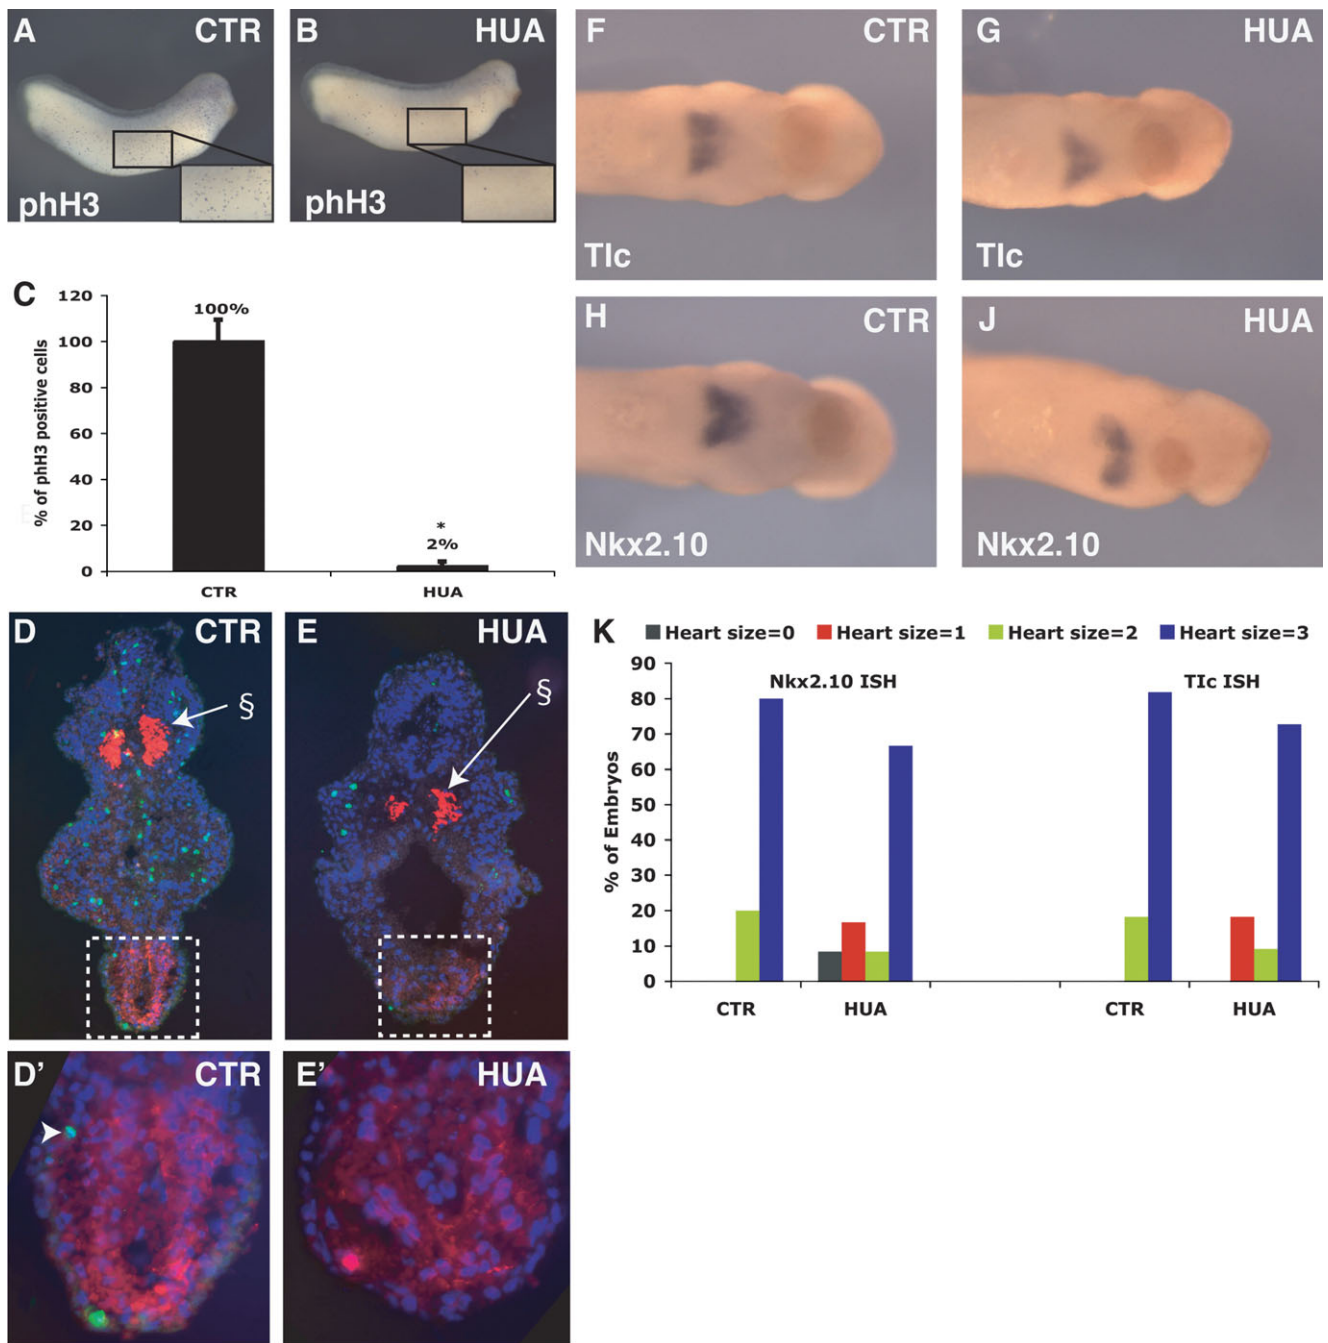 A CTR
phH3
B HUA
phH3
C
120
100
80
60
40
20
0
% of phH3 positive cells
100%
*
2%
CTR HUA
D CTR
§
E HUA
§
D' CTR
E' HUA
F CTR
Tlc
G HUA
Tlc
H CTR
Nkx2.10
J HUA
Nkx2.10
K
Heart size=0 Heart size=1 Heart size=2 Heart size=3
90
80
70
60
50
40
30
20
10
0
% of Embryos
Nkx2.10 ISH TIc ISH
CTR HUA CTR HUA